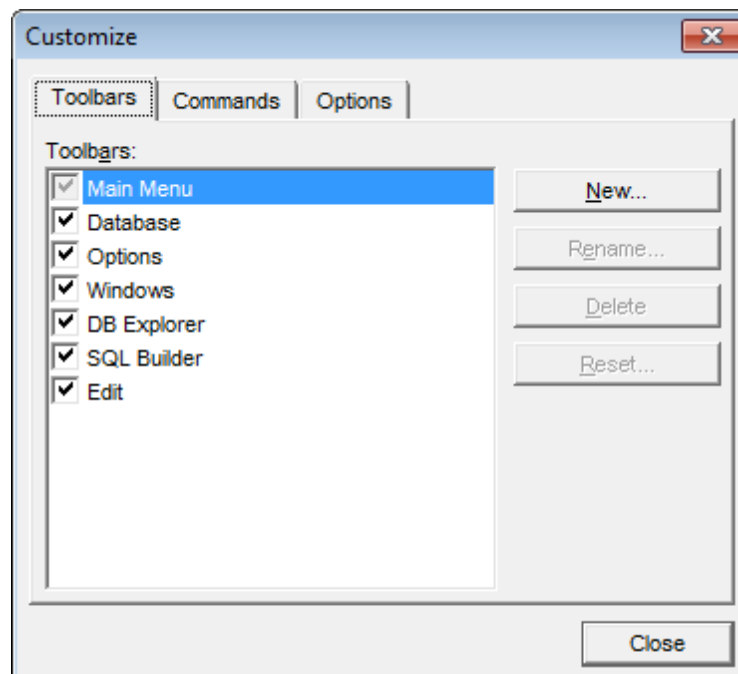 Customize
Toolbars Commands Options
Toolbars:
Main Menu
Database
Options
Windows
DB Explorer
SQL Builder
Edit
New...
Rename...
Delete
Reset...
Close